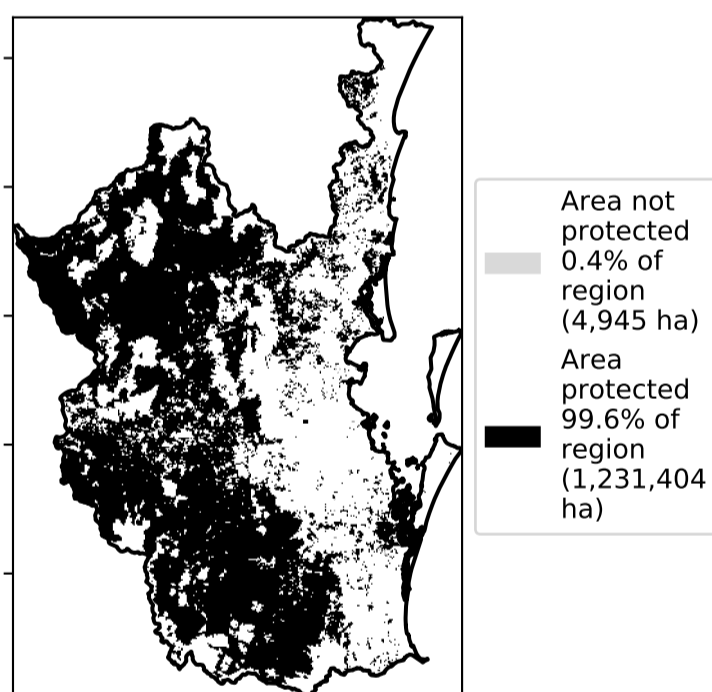 Area not
protected
0.4% of
region
(4,945 ha)
Area
protected
99.6% of
region
(1,231,404
ha)